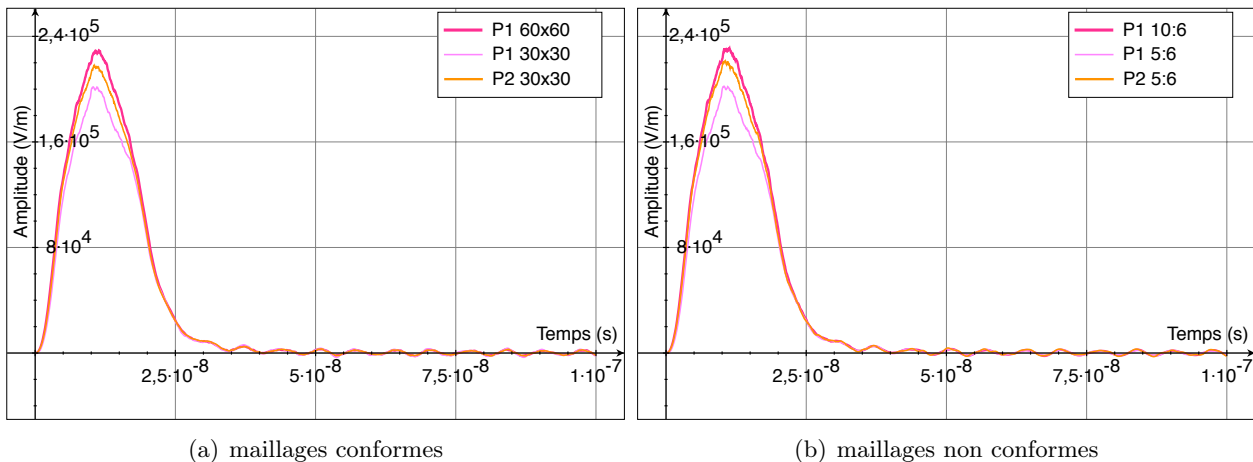 2,4·10^5
P1 60x60
P1 30x30
P2 30x30
Amplitude (V/m)
1,6·10^5
8·10^4
Temps (s)
2,5·10^-8
5·10^-8
7,5·10^-8
1·10^-7
(a) maillages conformes
2,4·10^5
P1 10:6
P1 5:6
P2 5:6
Amplitude (V/m)
1,6·10^5
8·10^4
Temps (s)
2,5·10^-8
5·10^-8
7,5·10^-8
1·10^-7
(b) maillages non conformes